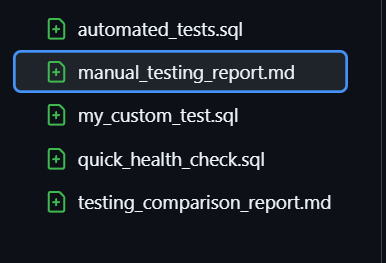 automated_tests.sql
manual_testing_report.md
my_custom_test.sql
quick_health_check.sql
testing_comparison_report.md